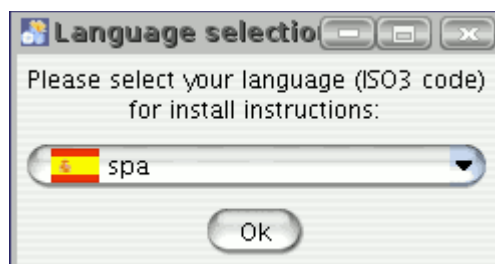 Language selectio
Please select your language (ISO3 code)
for install instructions:
spa
Ok